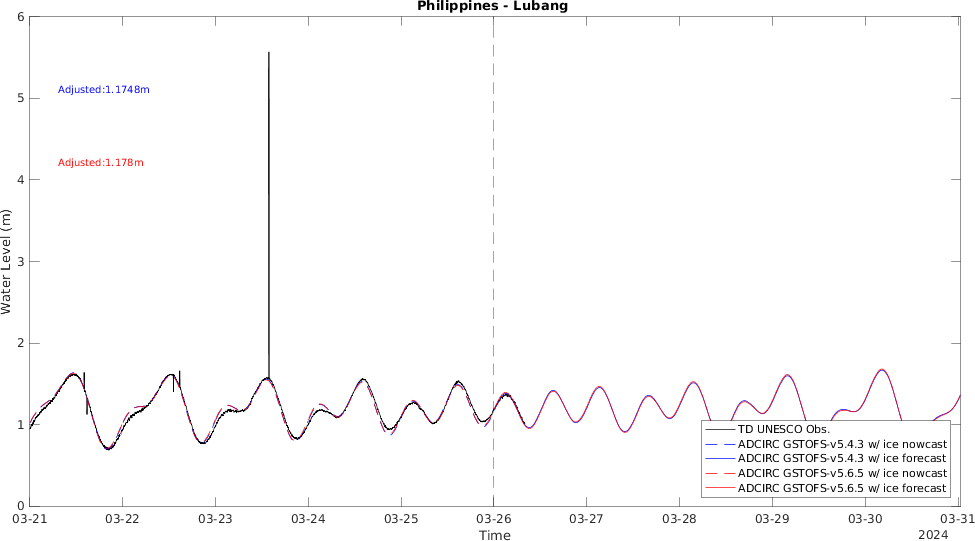 Philippines - Lubang
6
5
4
3
2
1
0
Water Level (m)
Adjusted:1.1748m
Adjusted:1.178m
TD UNESCO Obs.
ADCIRC GSTOFS-v5.4.3 w/ ice nowcast
ADCIRC GSTOFS-v5.4.3 w/ ice forecast
ADCIRC GSTOFS-v5.6.5 w/ ice nowcast
ADCIRC GSTOFS-v5.6.5 w/ ice forecast
03-21 03-22 03-23 03-24 03-25 03-26 03-27 03-28 03-29 03-30 03-31
Time
2024